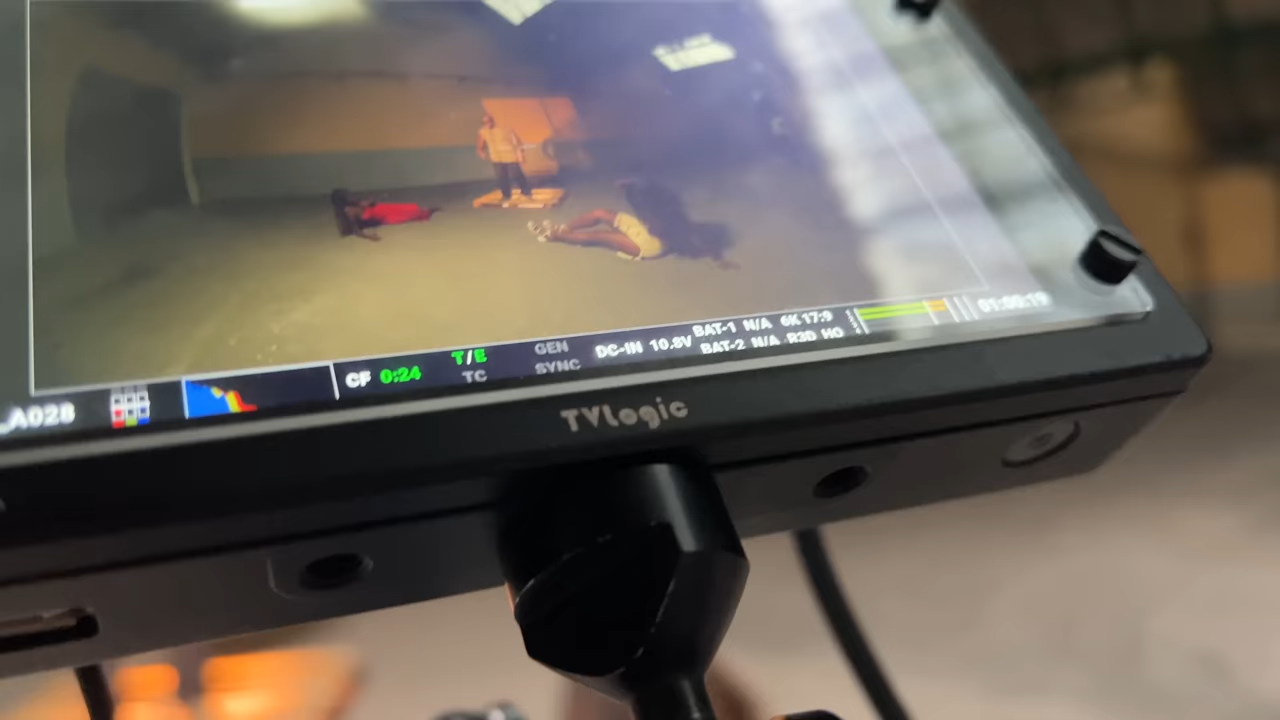 01:00:19
BAT-1 N/A 6K 17:9
GEN DC-IN 10.8V BAT-2 N/A R3D HQ
T/E
CF 0:24 TC SYNC
A028
TVLogic